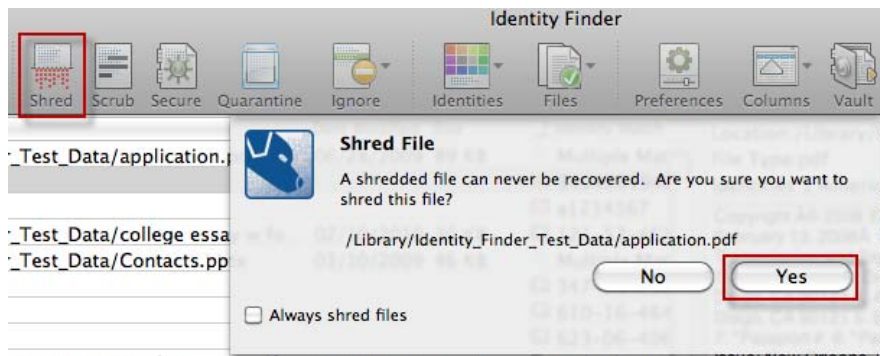 Identity Finder
Shred Scrub Secure Quarantine Ignore Identities Files Preferences Columns Vault
Shred File
A shredded file can never be recovered. Are you sure you want to
shred this file?
/Library/Identity_Finder_Test_Data/application.pdf
No Yes
Always shred files
_Test_Data/application.p
_Test_Data/college essa
_Test_Data/Contacts.pp